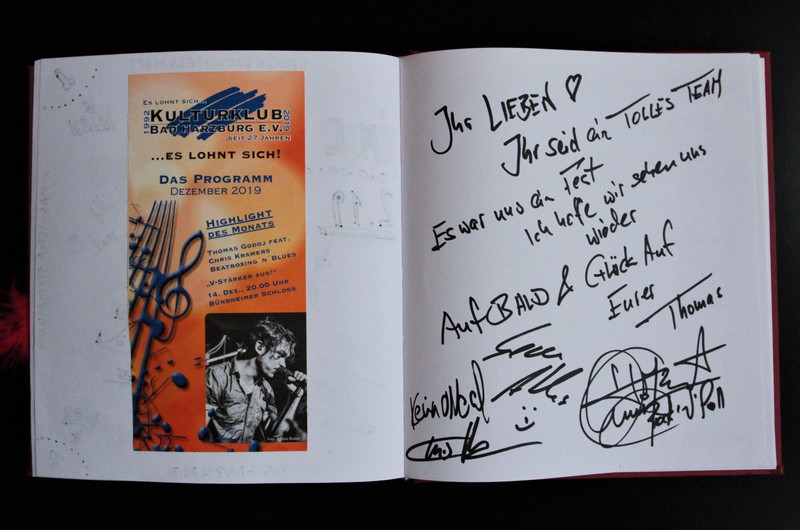 Es lohnt sich...
1992 KULTURKLUB 2019
BAD HARZBURG E.V.
...SEIT 27 JAHREN
...ES LOHNT SICH!
DAS PROGRAMM
DEZEMBER 2019
HIGHLIGHT
DES MONATS
THOMAS GODOJ FEAT.
CHRIS KRAMERS
BEATBOXING´N´BLUES
„V-STÄRKER AUS!"
14. DEZ., 20.00 UHR
BÜNDHEIMER SCHLOSS
Ihr LIEBEN ♡
Ihr seid ein TOLLES TEAM
Es war uns ein Fest
Ich hoffe, wir sehen uns
wieder
Auf BALD & Glück Auf
Eurer
Thomas